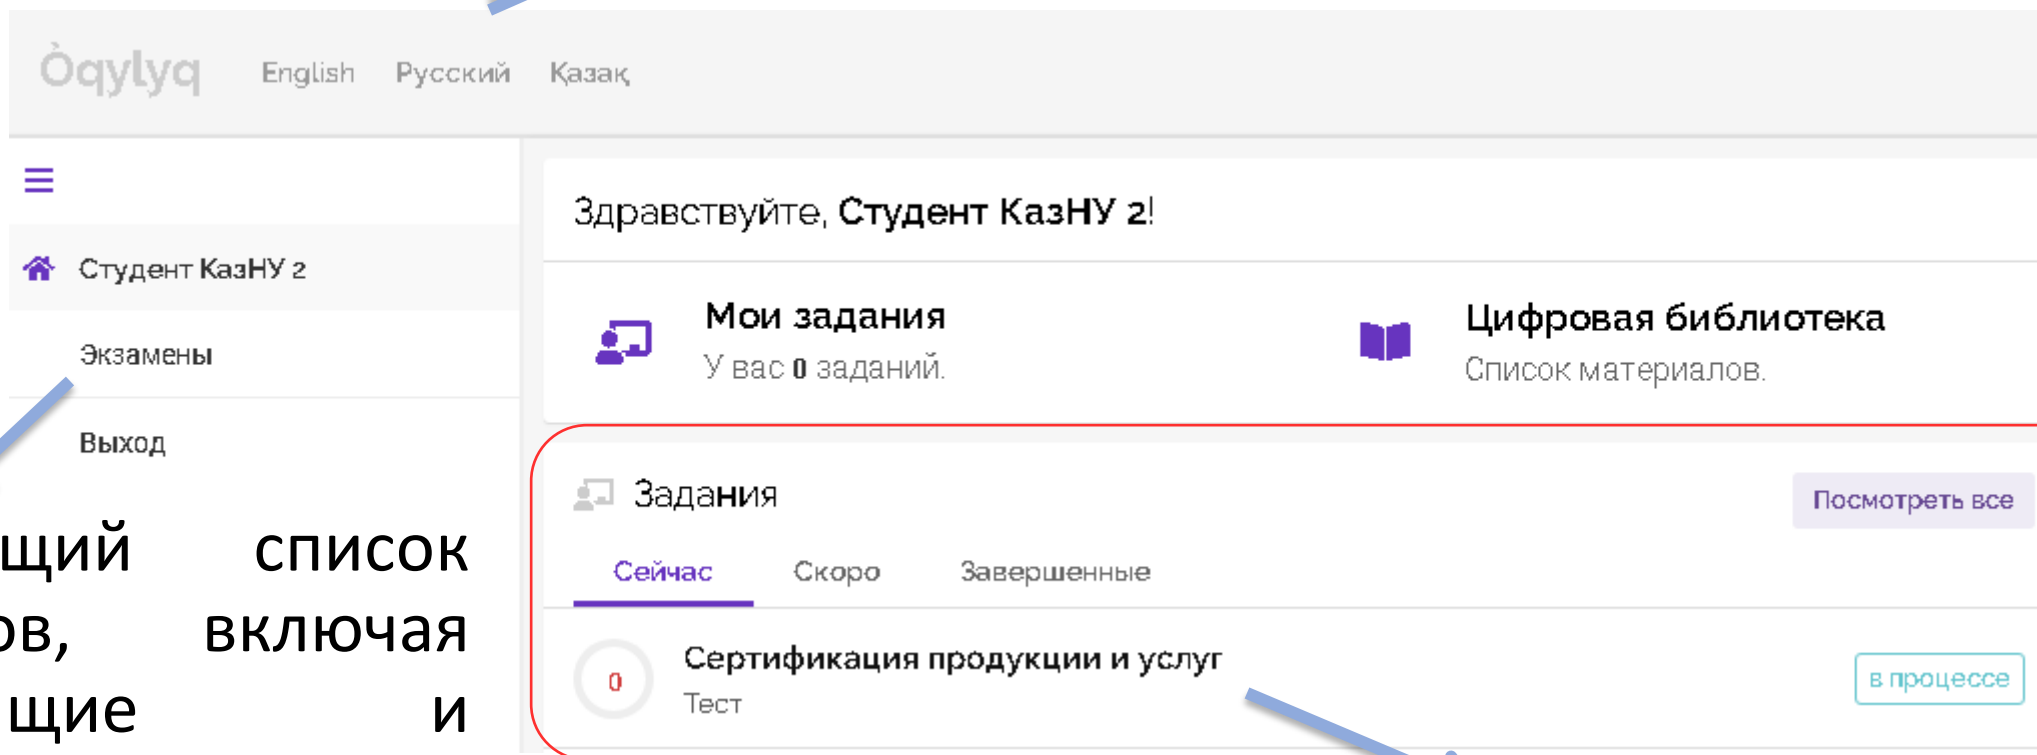 Òqylyq English Русский Қазақ
Здравствуйте, Студент КазНУ 2!
Студент КазНУ 2
Экзамены
Выход
Мои задания
У вас 0 заданий.
Цифровая библиотека
Список материалов.
Задания
Посмотреть все
Сейчас Скоро Завершенные
0 Сертификация продукции и услуг
Тест
в процессе
щий список
ов, включая
щие и